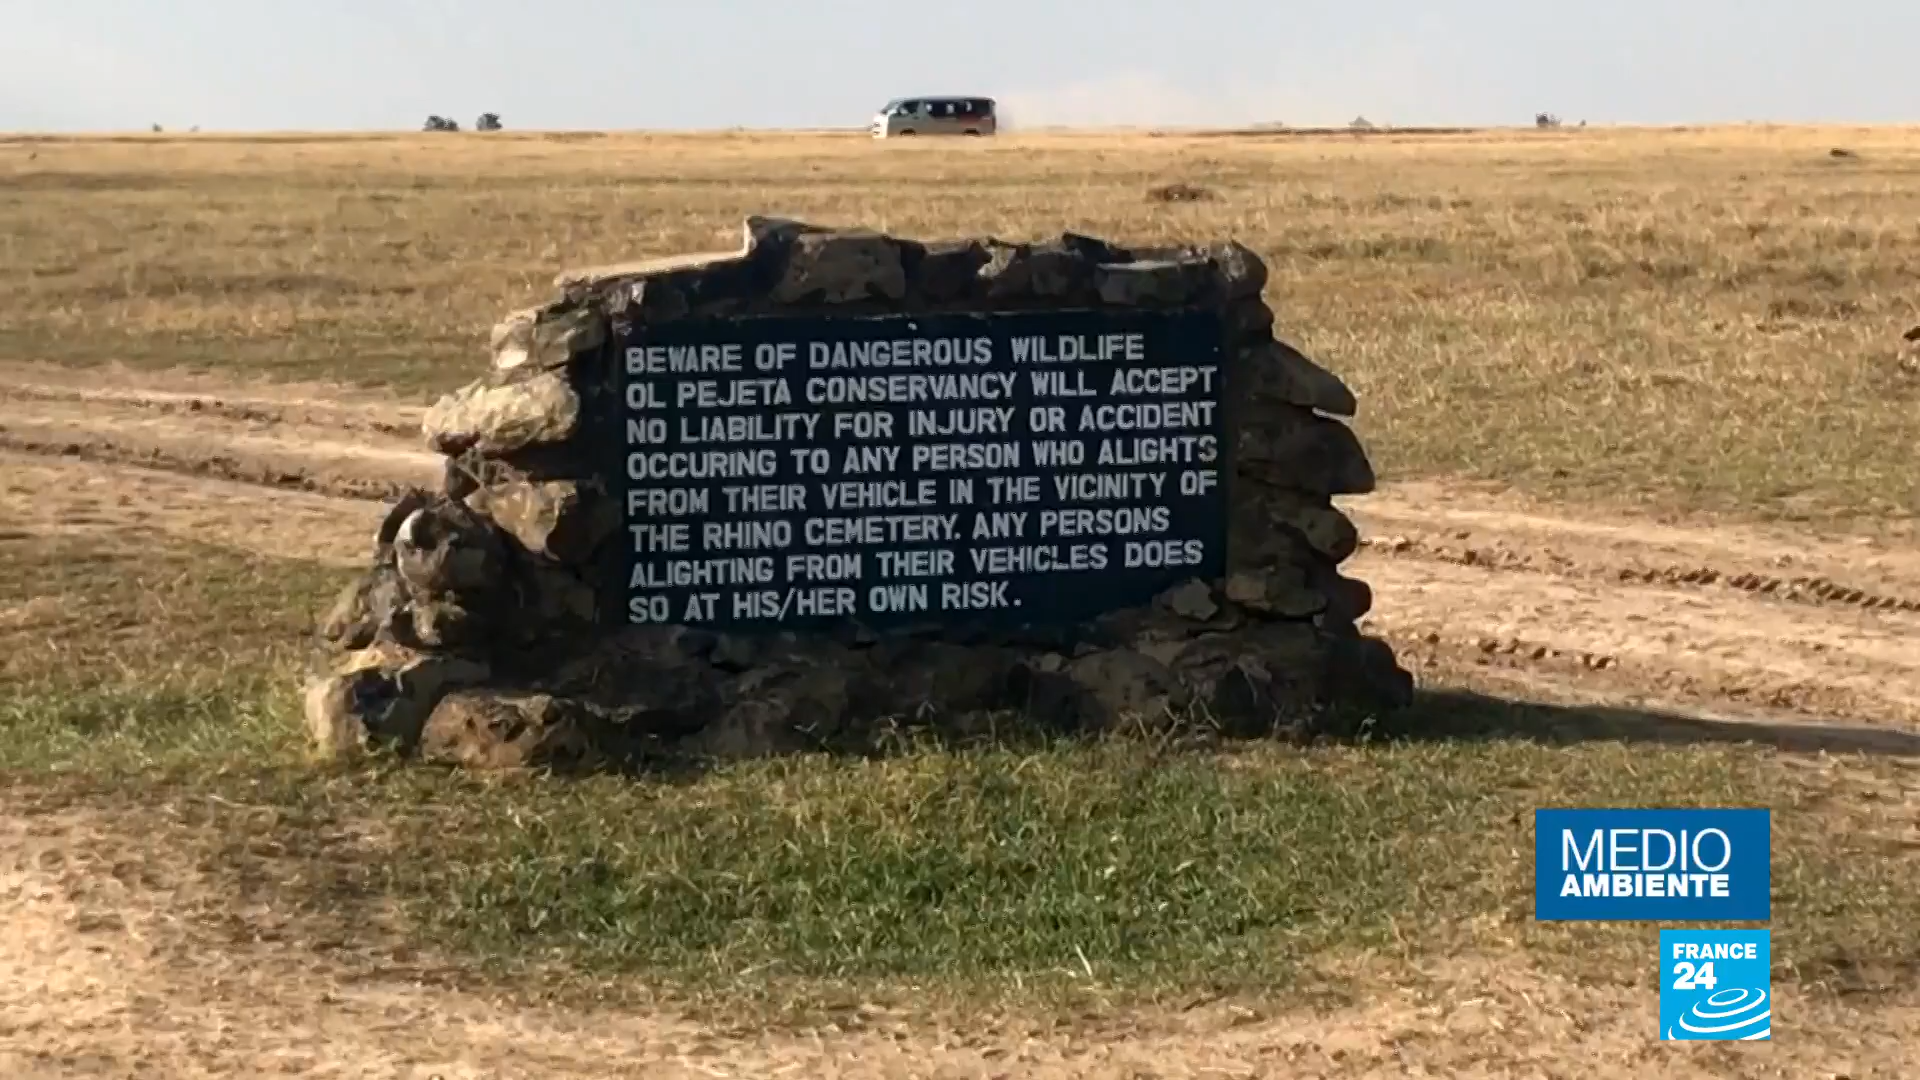 BEWARE OF DANGEROUS WILDLIFE
OL PEJETA CONSERVANCY WILL ACCEPT
NO LIABILITY FOR INJURY OR ACCIDENT
OCCURING TO ANY PERSON WHO ALIGHTS
FROM THEIR VEHICLE IN THE VICINITY OF
THE RHINO CEMETERY. ANY PERSONS
ALIGHTING FROM THEIR VEHICLES DOES
SO AT HIS/HER OWN RISK.
MEDIO
AMBIENTE
FRANCE
24